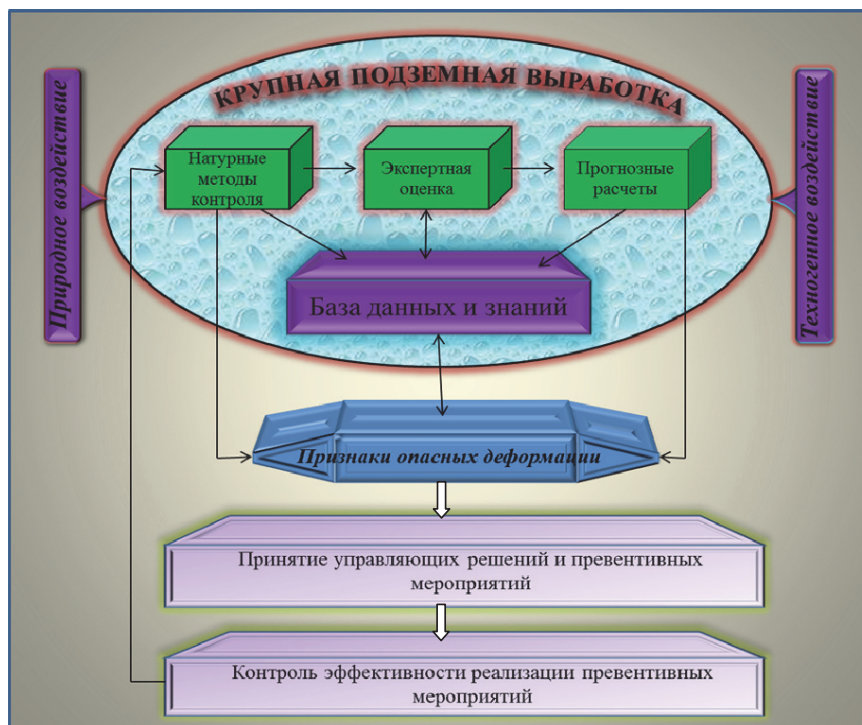 КРУПНАЯ ПОДЗЕМНАЯ ВЫРАБОТКА
Природное воздействие
Техногенное воздействие
Натурные
методы
контроля
Экспертная
оценка
Прогнозные
расчеты
База данных и знаний
Признаки опасных деформации
Принятие управляющих решений и превентивных
мероприятий
Контроль эффективности реализации превентивных
мероприятий